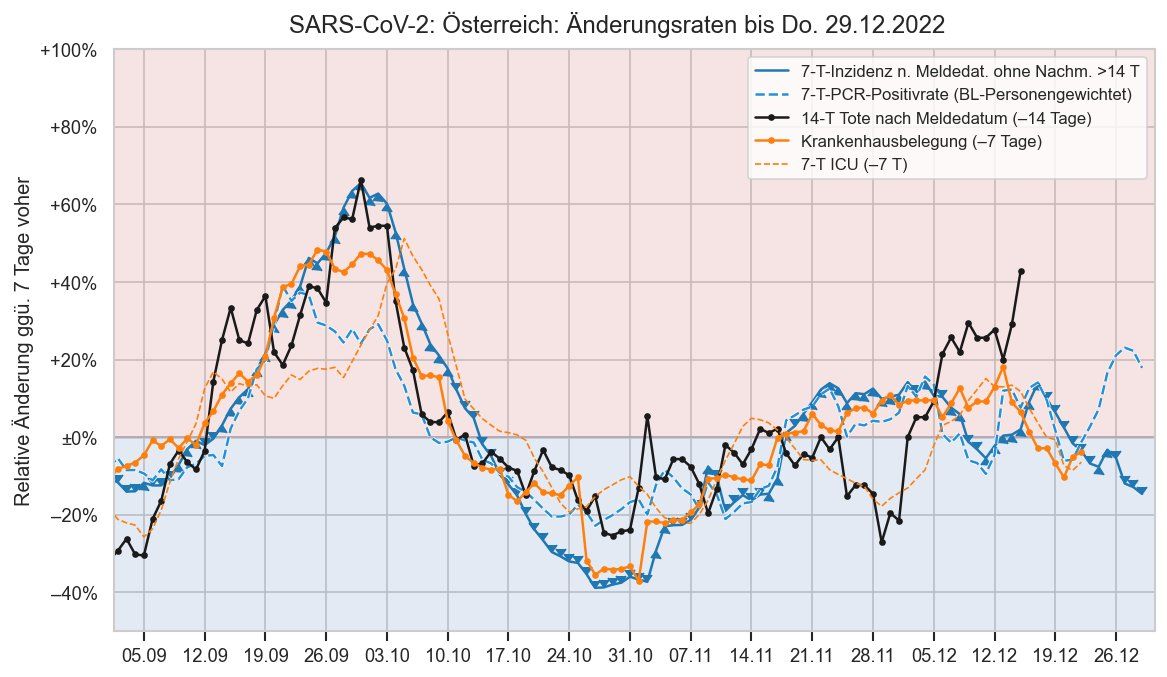 SARS-CoV-2: Österreich: Änderungsraten bis Do. 29.12.2022
Relative Änderung ggü. 7 Tage voher
+100%
+80%
+60%
+40%
+20%
±0%
–20%
–40%
7-T-Inzidenz n. Meldedat. ohne Nachm. >14 T
7-T-PCR-Positivrate (BL-Personengewichtet)
14-T Tote nach Meldedatum (–14 Tage)
Krankenhausbelegung (–7 Tage)
7-T ICU (–7 T)
05.09 12.09 19.09 26.09 03.10 10.10 17.10 24.10 31.10 07.11 14.11 21.11 28.11 05.12 12.12 19.12 26.12